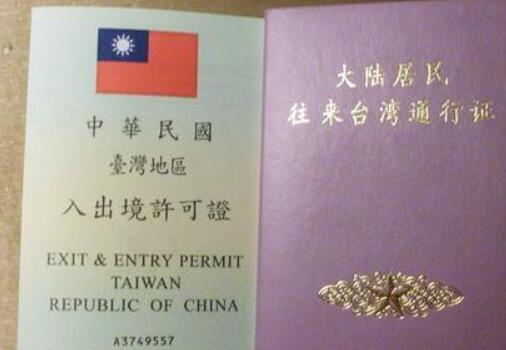 中華民國
臺灣地區
入出境許可證
EXIT & ENTRY PERMIT
TAIWAN
REPUBLIC OF CHINA
A3749557
大陆居民
往来台湾通行证